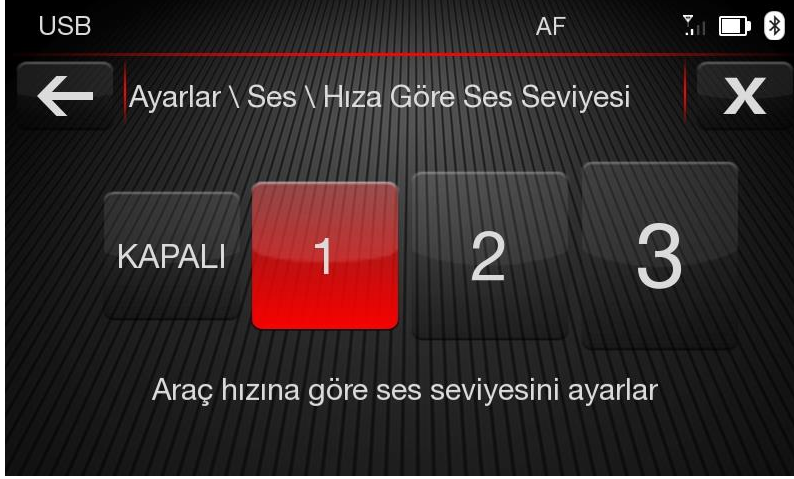 USB AF
Ayarlar \ Ses \ Hıza Göre Ses Seviyesi
KAPALI 1 2 3
Araç hızına göre ses seviyesini ayarlar